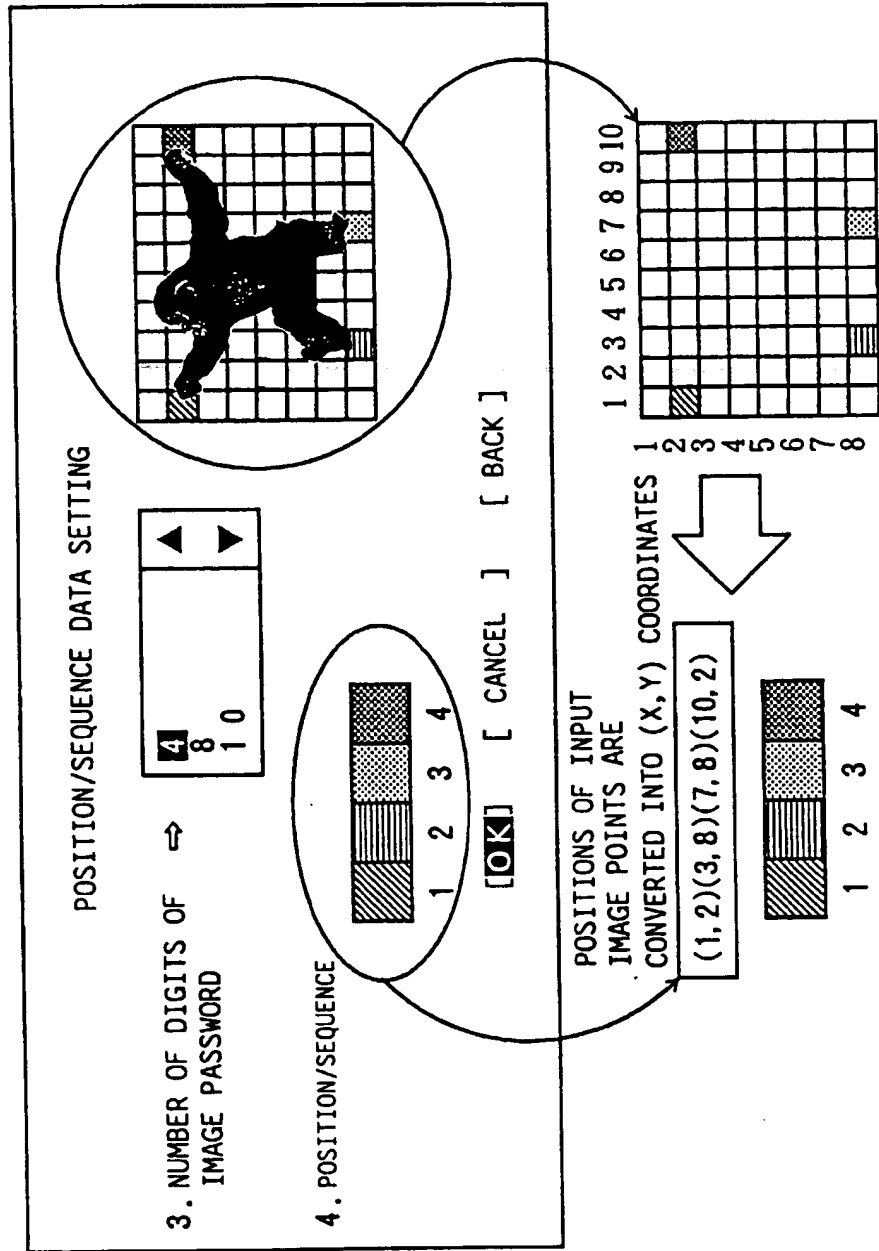 POSITION/SEQUENCE DATA SETTING
3. NUMBER OF DIGITS OF
IMAGE PASSWORD
⇨
4
8
10
▲
▼
4. POSITION/SEQUENCE
1 2 3 4
[OK] [ CANCEL ] [ BACK ]
POSITIONS OF INPUT
IMAGE POINTS ARE
CONVERTED INTO (X,Y) COORDINATES
(1,2)(3,8)(7,8)(10,2)
1 2 3 4
1 2 3 4 5 6 7 8 9 10
1
2
3
4
5
6
7
8